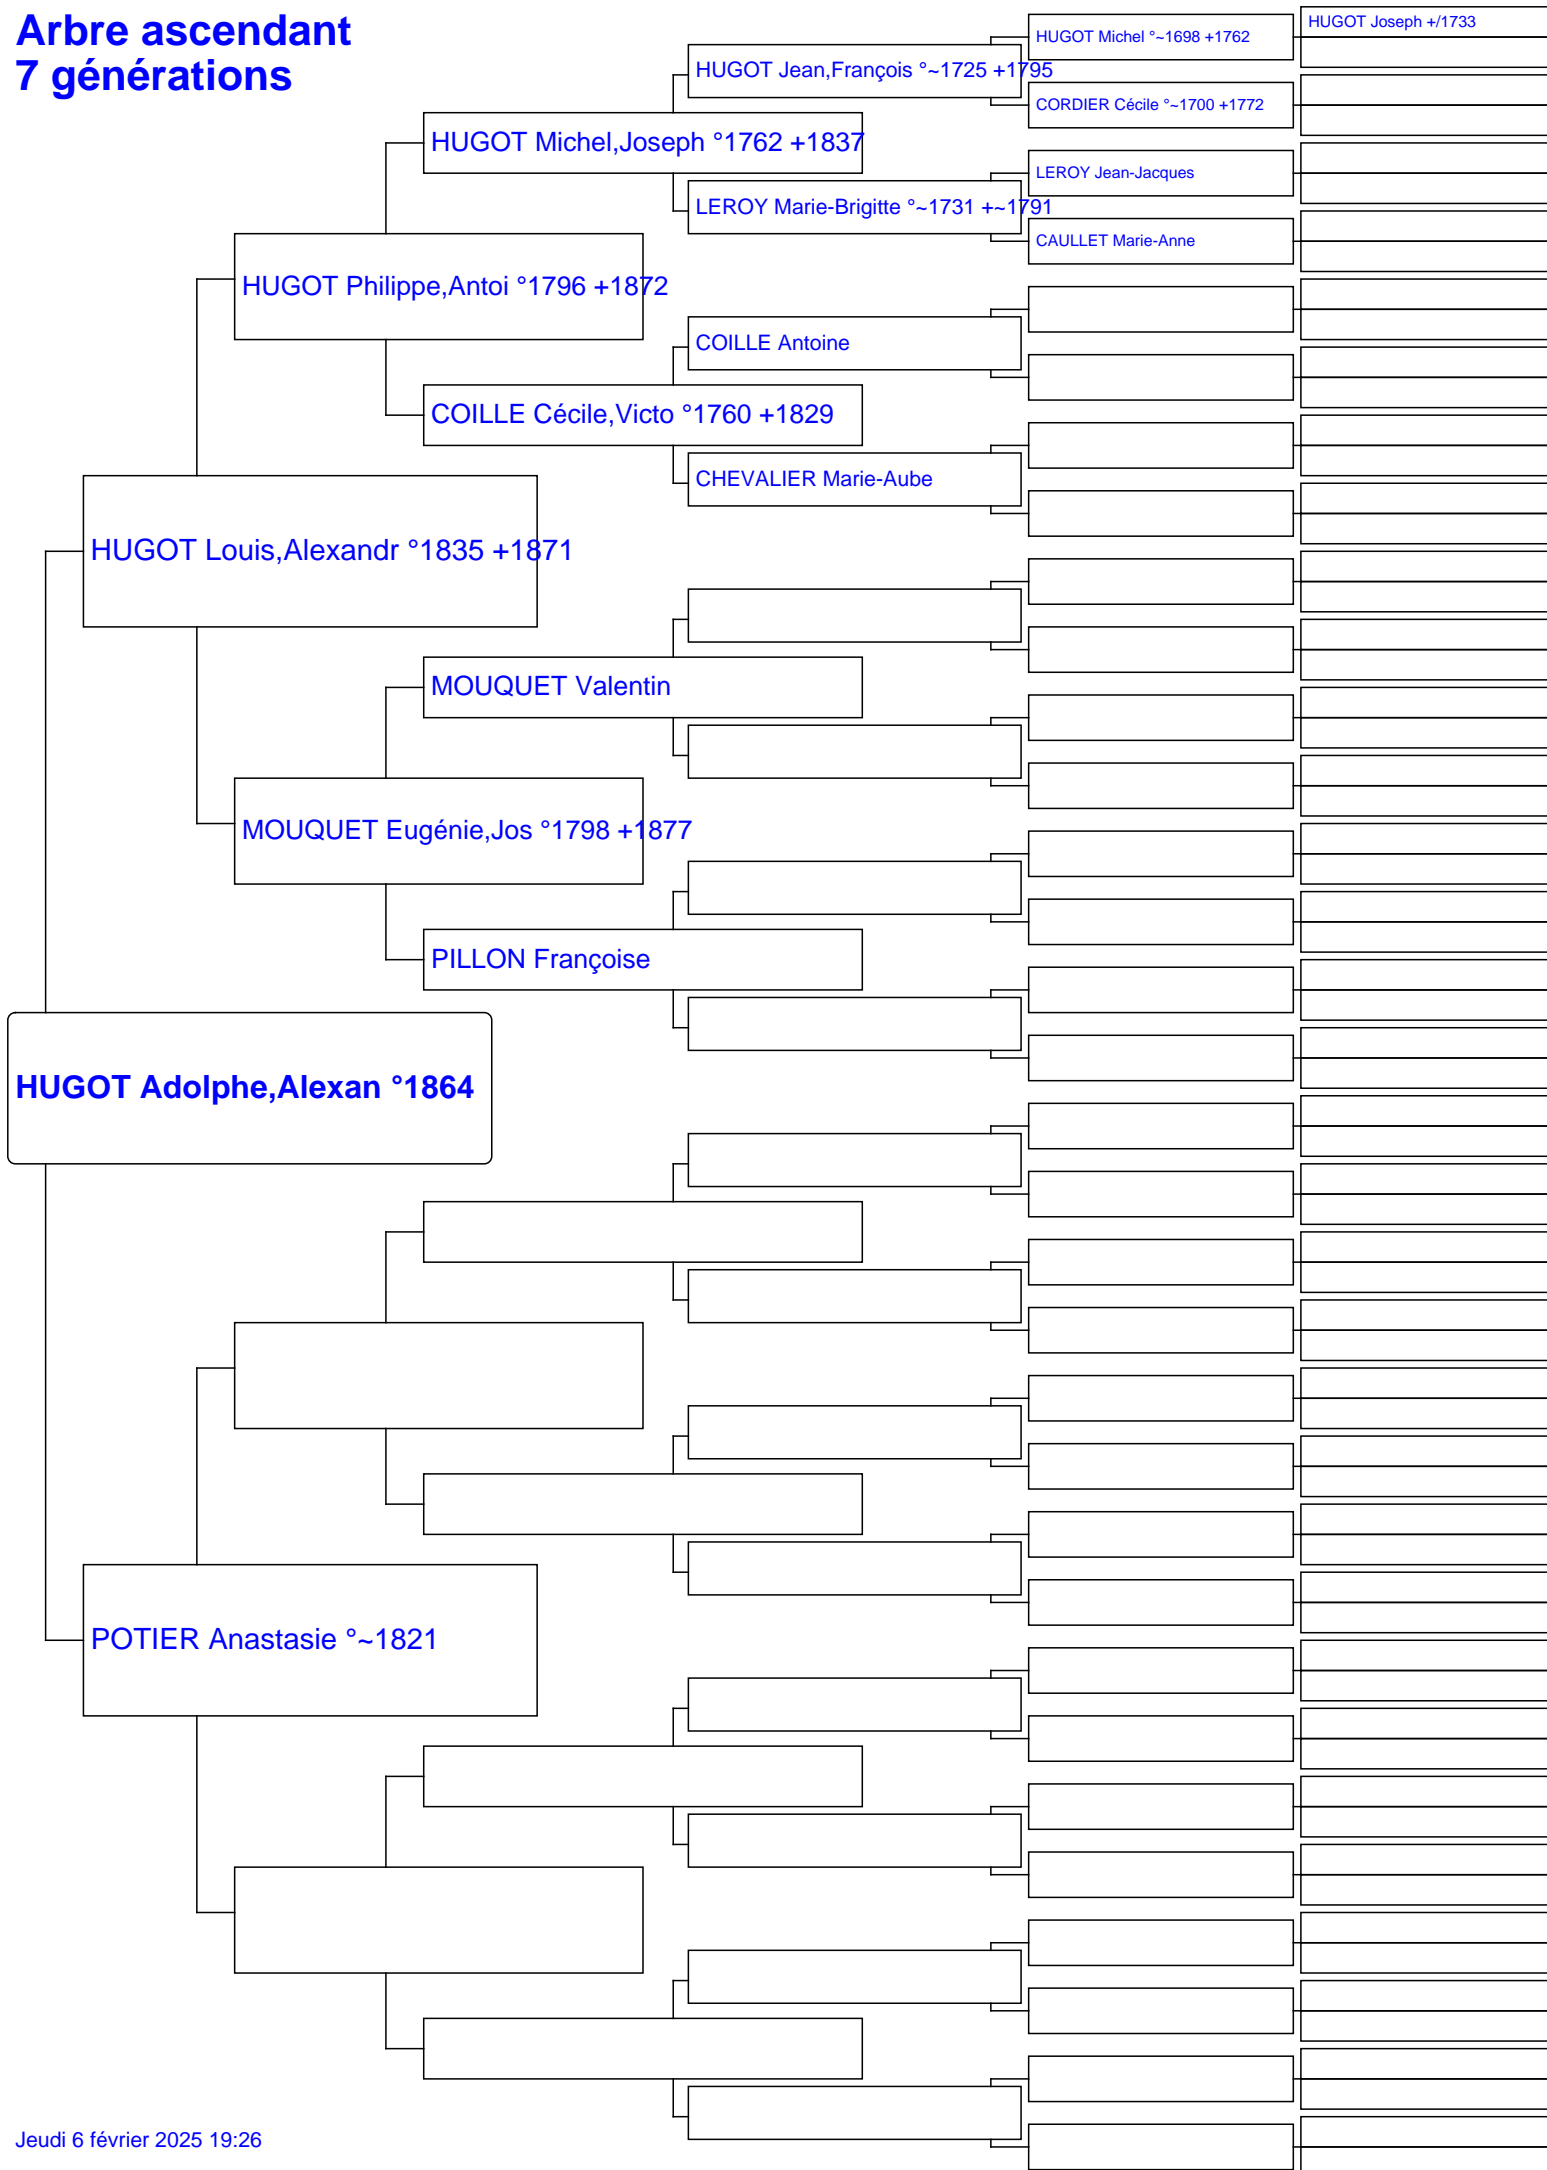 Arbre ascendant
7 générations
HUGOT Joseph +/1733
HUGOT Michel °~1698 +1762
HUGOT Jean,François °~1725 +1795
CORDIER Cécile °~1700 +1772
HUGOT Michel,Joseph °1762 +1837
LEROY Jean-Jacques
LEROY Marie-Brigitte °~1731 +~1791
CAULLET Marie-Anne
HUGOT Philippe,Antoi °1796 +1872
COILLE Antoine
COILLE Cécile,Victo °1760 +1829
CHEVALIER Marie-Aube
HUGOT Louis,Alexandr °1835 +1871
MOUQUET Valentin
MOUQUET Eugénie,Jos °1798 +1877
PILLON Françoise
HUGOT Adolphe,Alexan °1864
POTIER Anastasie °~1821
Jeudi 6 février 2025 19:26